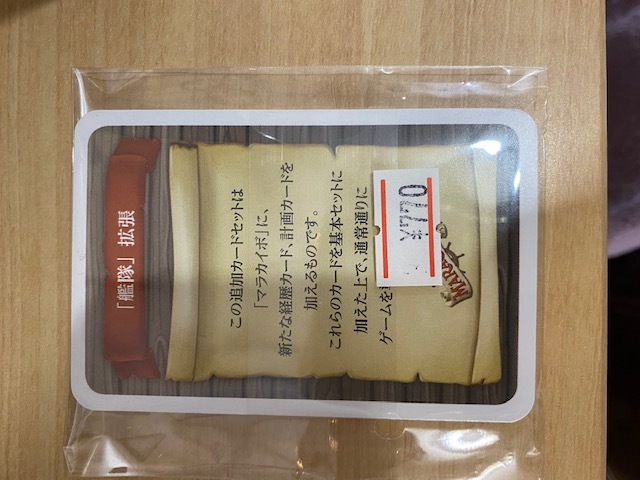 「艦隊」拡張
この追加カードセットは
「マラカイボ」に、
新たな経歴カード、計画カードを
加えるものです。
これらのカードを基本セットに
加えた上で、通常通りに
ゲームを
¥770
MARA